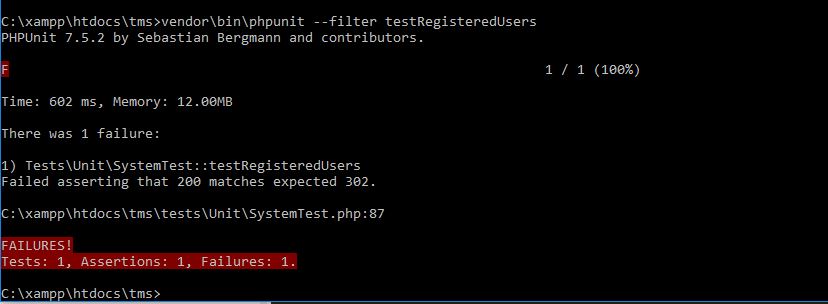 C:\xampp\htdocs\tms>vendor\bin\phpunit --filter testRegisteredUsers
PHPUnit 7.5.2 by Sebastian Bergmann and contributors.
F 1 / 1 (100%)
Time: 602 ms, Memory: 12.00MB
There was 1 failure:
1) Tests\Unit\SystemTest::testRegisteredUsers
Failed asserting that 200 matches expected 302.
C:\xampp\htdocs\tms\tests\Unit\SystemTest.php:87
FAILURES!
Tests: 1, Assertions: 1, Failures: 1.
C:\xampp\htdocs\tms>